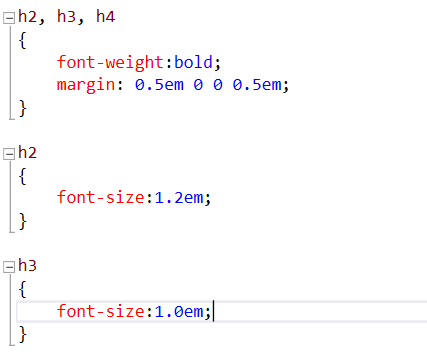 h2, h3, h4
{
font-weight:bold;
margin: 0.5em 0 0 0.5em;
}
h2
{
font-size:1.2em;
}
h3
{
font-size:1.0em;
}